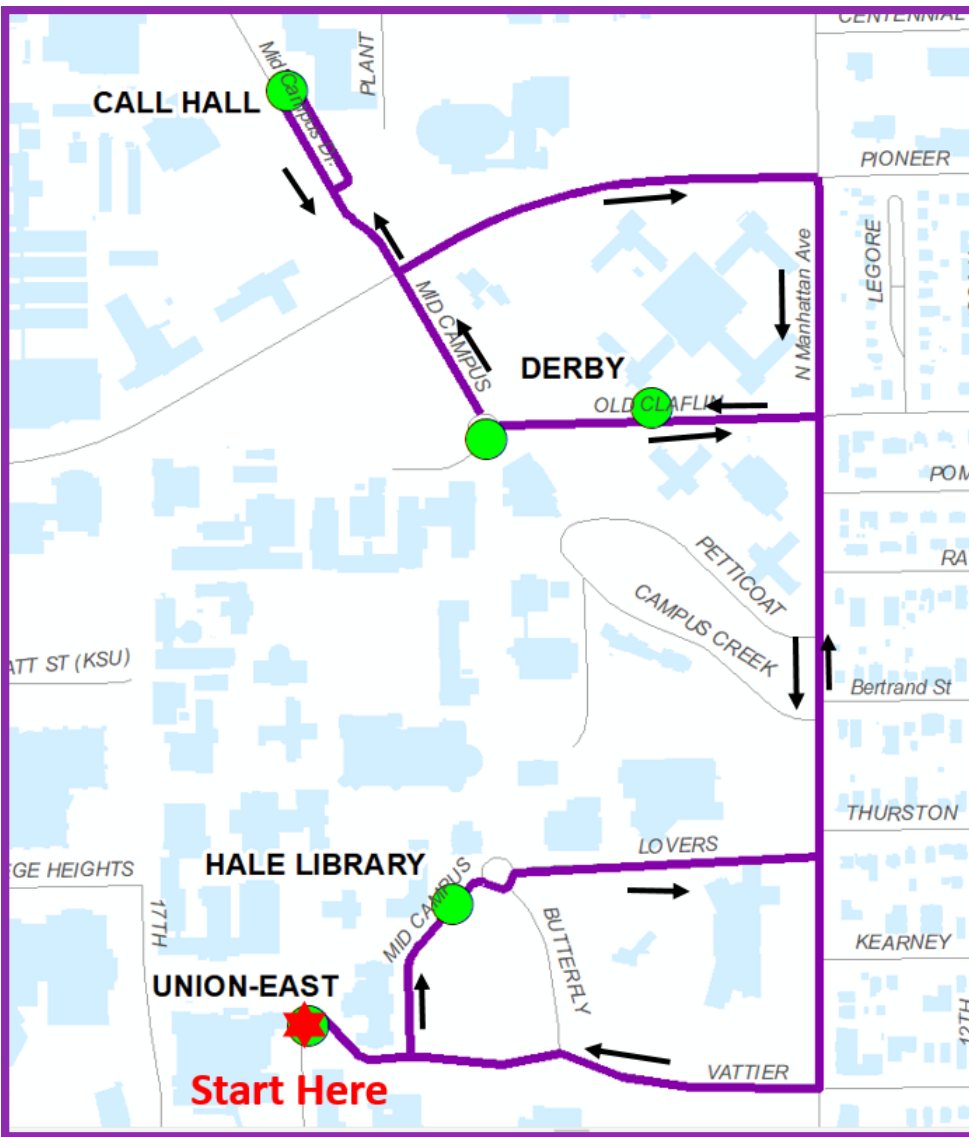 CENTENNIAL
Mid Campus Dr.
PLANT
CALL HALL
PIONEER
LEGORE
N Manhattan Ave
MID CAMPUS
DERBY
OLD CLAFLIN
POM
RA
PETTICOAT
CAMPUS CREEK
ATT ST (KSU)
Bertrand St
THURSTON
LOVERS
HALE LIBRARY
EGE HEIGHTS
MID CAMPUS
17TH
BUTTERFLY
KEARNEY
UNION-EAST
12TH
VATTIER
Start Here